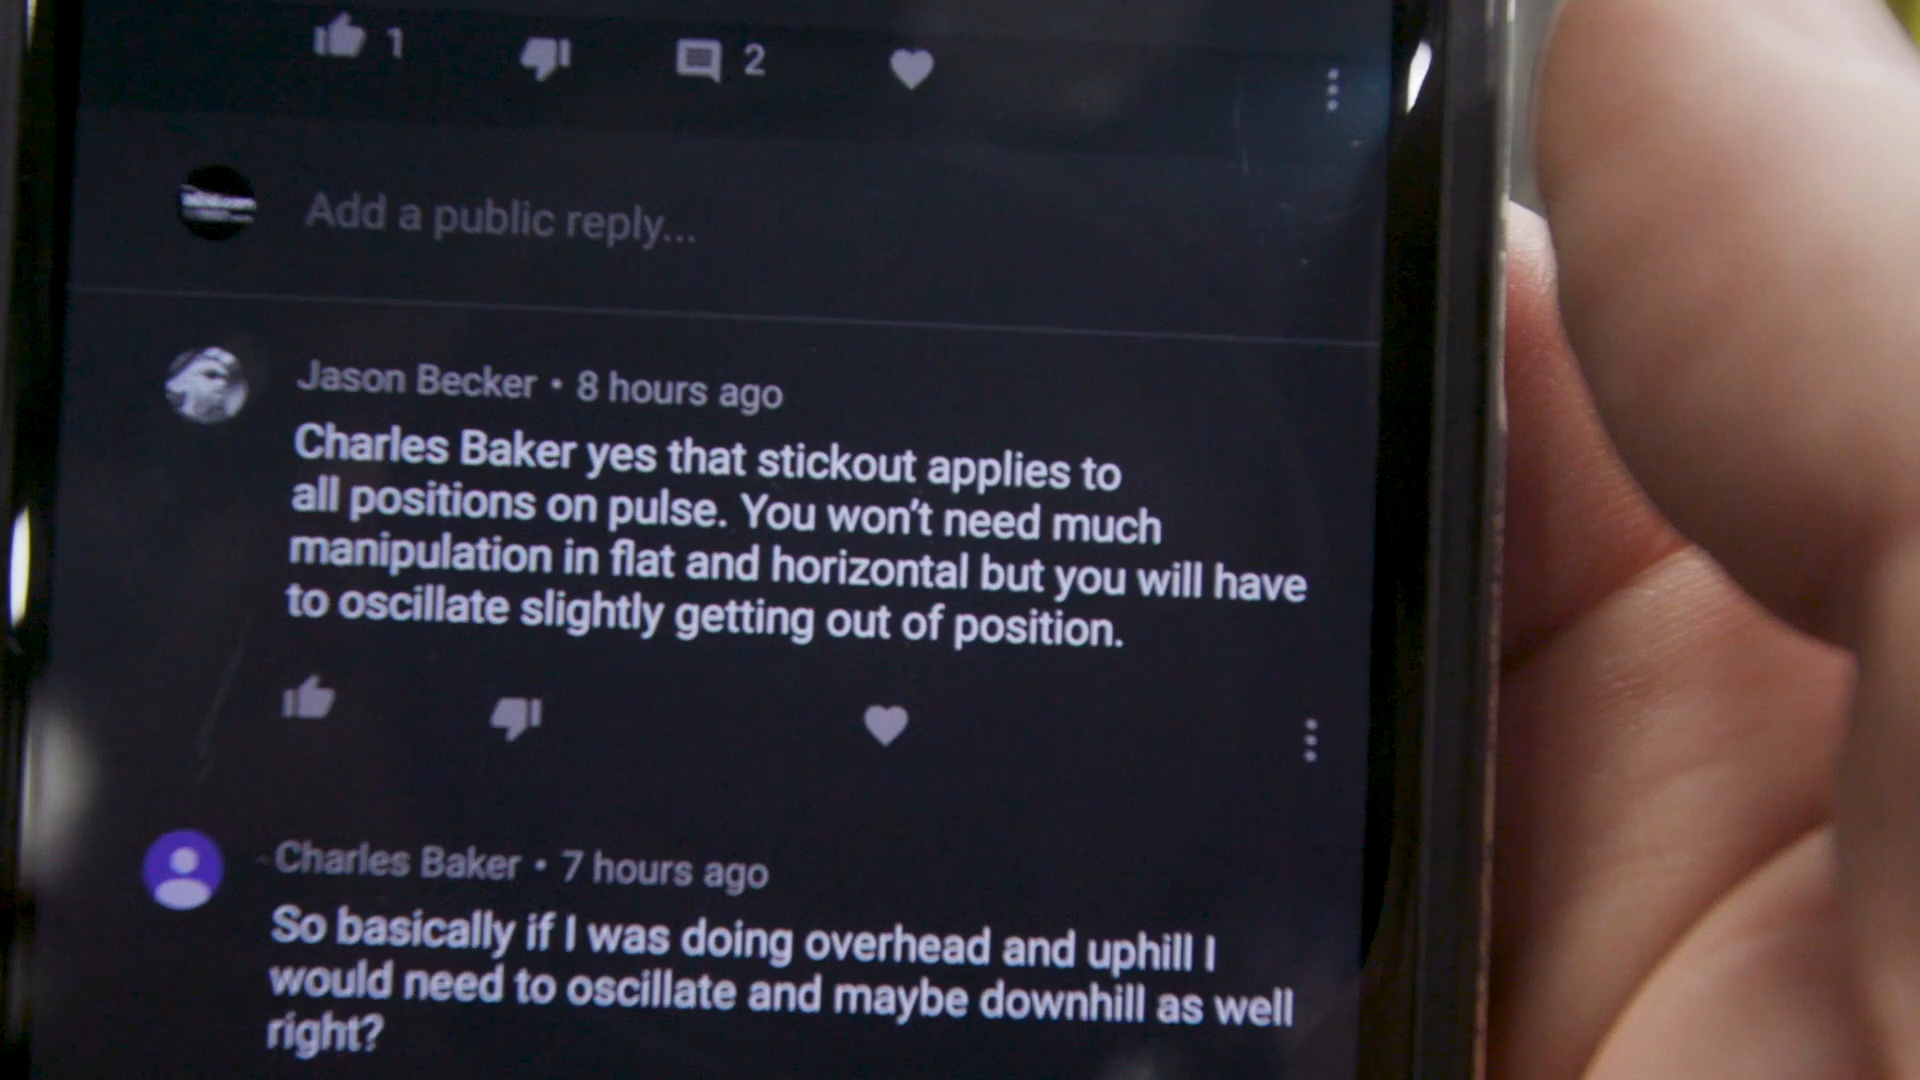 1
2
Add a public reply...
Jason Becker • 8 hours ago
Charles Baker yes that stickout applies to
all positions on pulse. You won't need much
manipulation in flat and horizontal but you will have
to oscillate slightly getting out of position.
Charles Baker • 7 hours ago
So basically if I was doing overhead and uphill I
would need to oscillate and maybe downhill as well
right?